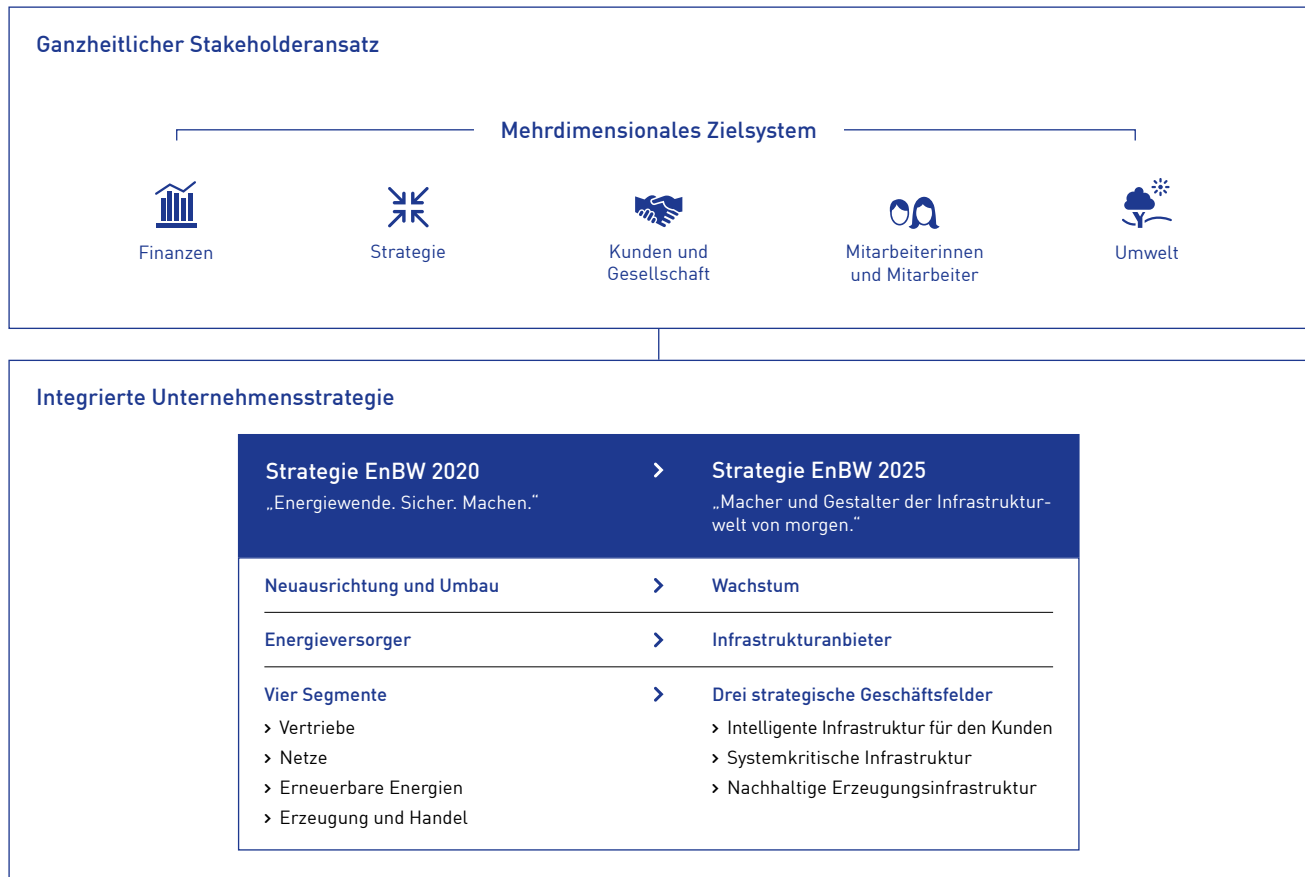 Ganzheitlicher Stakeholderansatz
Mehrdimensionales Zielsystem
Finanzen
Strategie
Kunden und
Gesellschaft
Mitarbeiterinnen
und Mitarbeiter
Umwelt
Integrierte Unternehmensstrategie
Strategie EnBW 2020
„Energiewende. Sicher. Machen.“
Strategie EnBW 2025
„Macher und Gestalter der Infrastruktur-
welt von morgen.“
Neuausrichtung und Umbau
Wachstum
Energieversorger
Infrastrukturanbieter
Vier Segmente
Vertriebe
Netze
Erneuerbare Energien
Erzeugung und Handel
Drei strategische Geschäftsfelder
Intelligente Infrastruktur für den Kunden
Systemkritische Infrastruktur
Nachhaltige Erzeugungsinfrastruktur